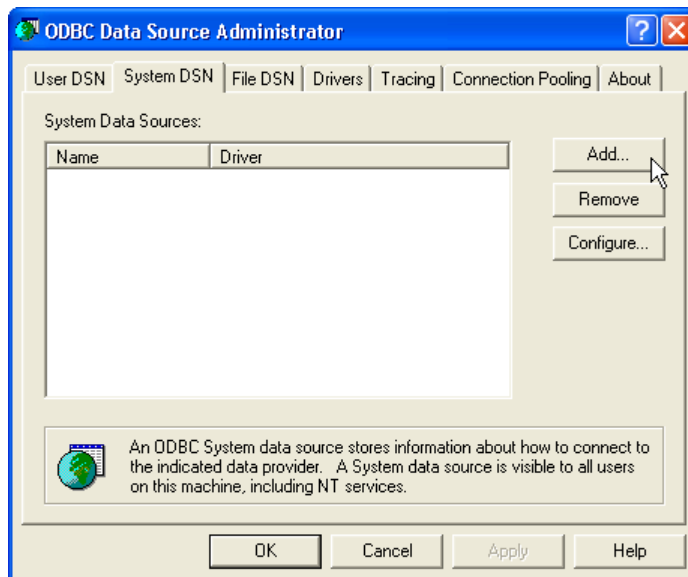 ODBC Data Source Administrator
User DSN System DSN File DSN Drivers Tracing Connection Pooling About
System Data Sources:
Name Driver
Add...
Remove
Configure...
An ODBC System data source stores information about how to connect to
the indicated data provider. A System data source is visible to all users
on this machine, including NT services.
OK Cancel Apply Help